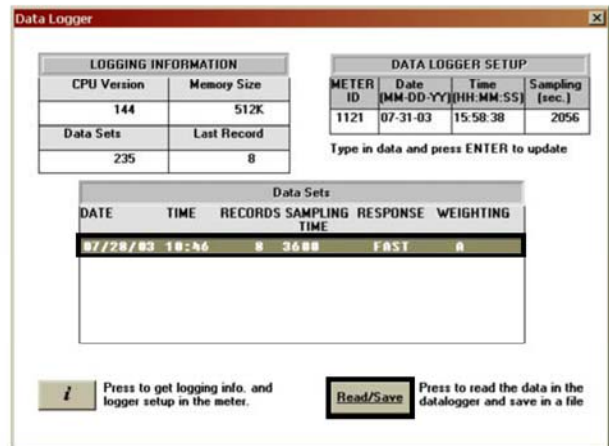 Data Logger
LOGGING INFORMATION
CPU Version Memory Size
144 512K
Data Sets Last Record
235 8
DATA LOGGER SETUP
METER ID Date (MM-DD-YY) Time (HH:MM:SS) Sampling (sec.)
1121 07-31-03 15:58:38 2056
Type in data and press ENTER to update
Data Sets
DATE TIME RECORDS SAMPLING TIME RESPONSE WEIGHTING
07/28/03 10:46 8 3600 FAST A
i
Press to get logging info. and
logger setup in the meter.
Read/Save
Press to read the data in the
datalogger and save in a file